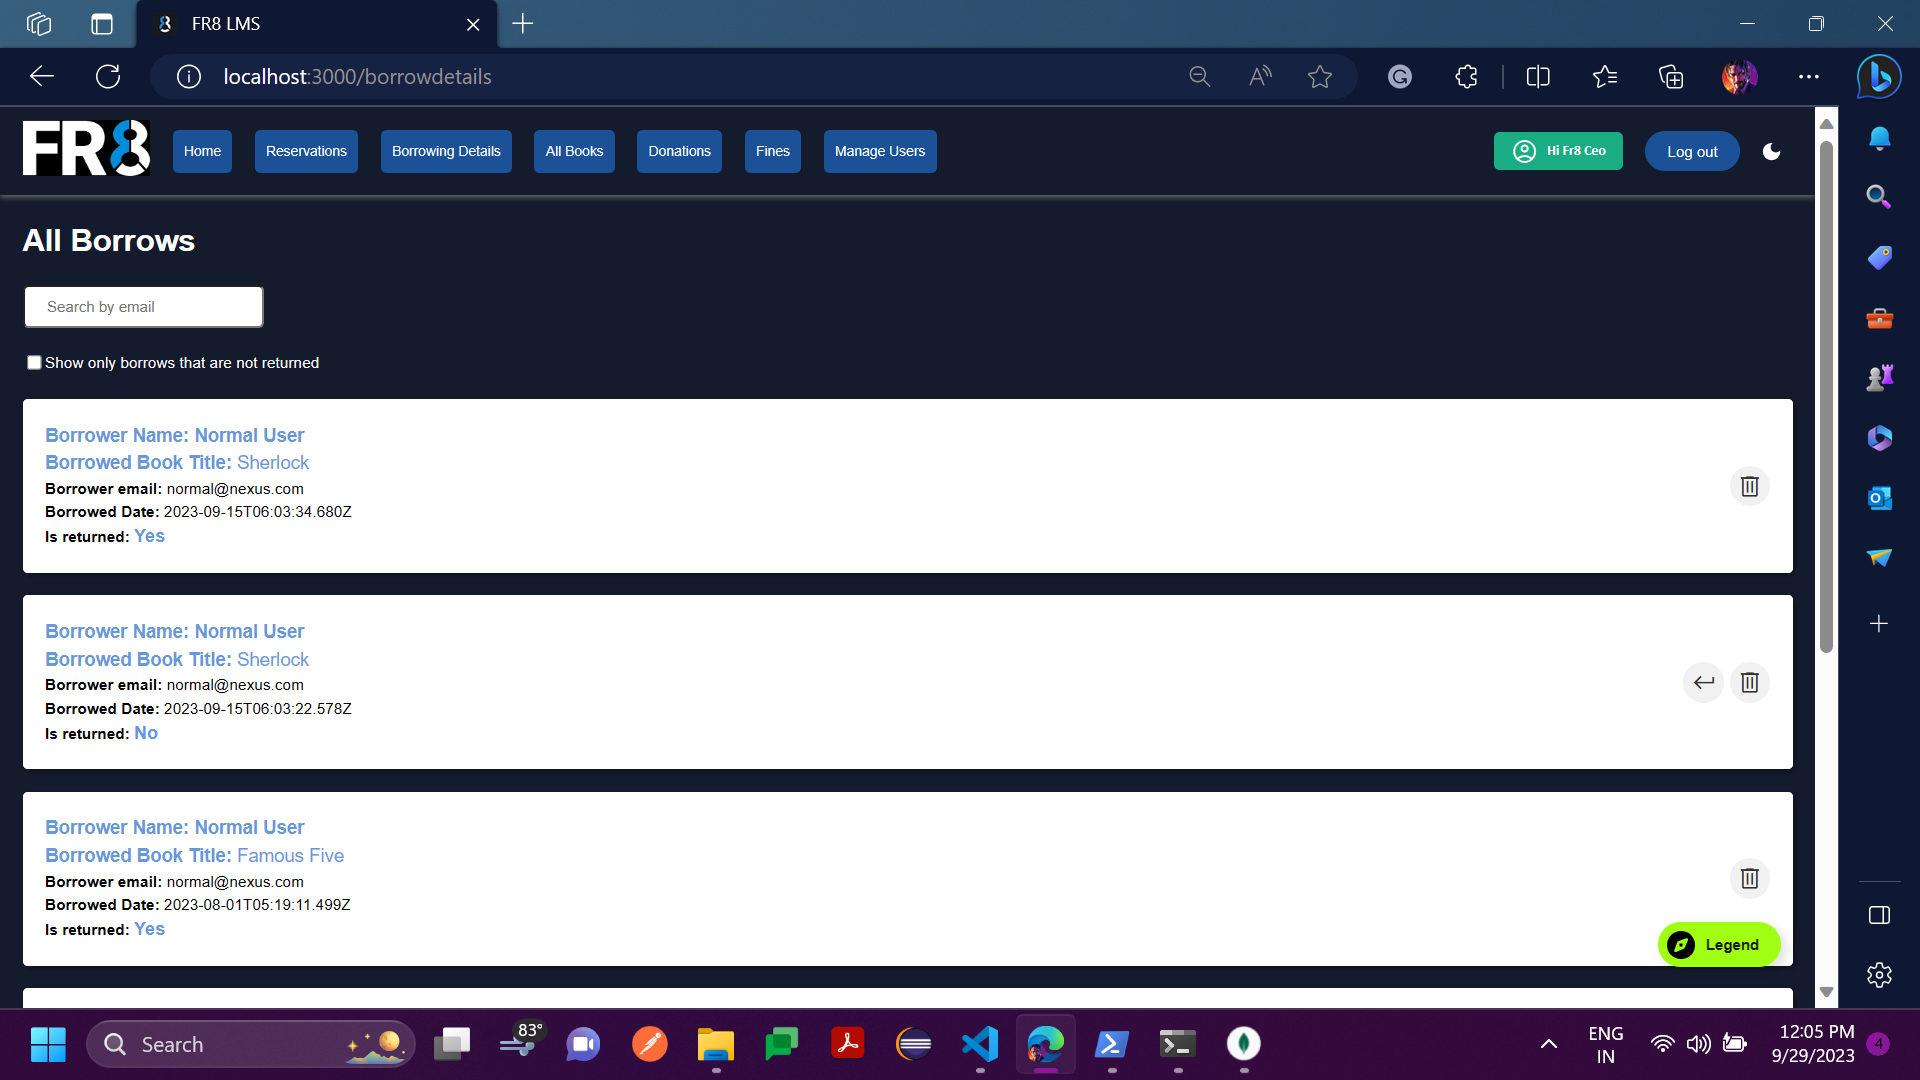 FR8 LMS
localhost:3000/borrowdetails
FR8
Home
Reservations
Borrowing Details
All Books
Donations
Fines
Manage Users
Hi Fr8 Ceo
Log out
All Borrows
Search by email
Show only borrows that are not returned
Borrower Name: Normal User
Borrowed Book Title: Sherlock
Borrower email: normal@nexus.com
Borrowed Date: 2023-09-15T06:03:34.680Z
Is returned: Yes
Borrower Name: Normal User
Borrowed Book Title: Sherlock
Borrower email: normal@nexus.com
Borrowed Date: 2023-09-15T06:03:22.578Z
Is returned: No
Borrower Name: Normal User
Borrowed Book Title: Famous Five
Borrower email: normal@nexus.com
Borrowed Date: 2023-08-01T05:19:11.499Z
Is returned: Yes
Legend
Search
83°
ENG
IN
12:05 PM
9/29/2023
4